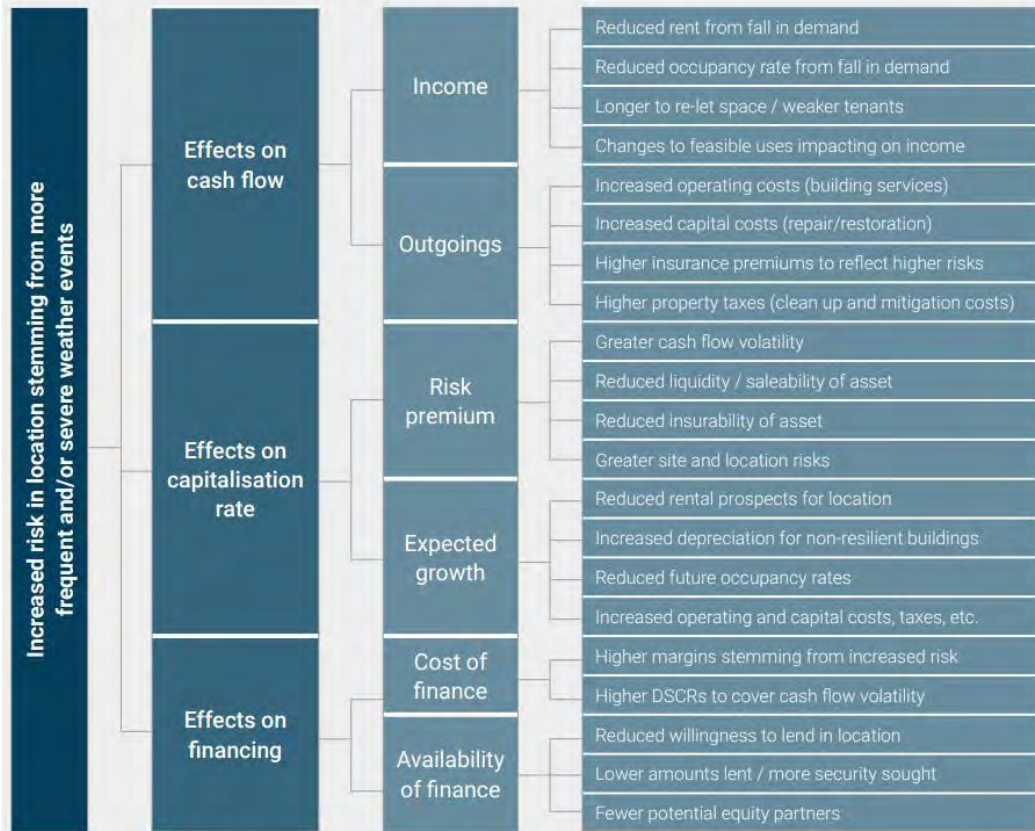 Increased risk in location stemming from more
frequent and/or severe weather events
Effects on
cash flow
Income
Reduced rent from fall in demand
Reduced occupancy rate from fall in demand
Longer to re-let space / weaker tenants
Changes to feasible uses impacting on income
Outgoings
Increased operating costs (building services)
Increased capital costs (repair/restoration)
Higher insurance premiums to reflect higher risks
Higher property taxes (clean up and mitigation costs)
Effects on
capitalisation
rate
Risk
premium
Greater cash flow volatility
Reduced liquidity / saleability of asset
Reduced insurability of asset
Greater site and location risks
Expected
growth
Reduced rental prospects for location
Increased depreciation for non-resilient buildings
Reduced future occupancy rates
Increased operating and capital costs, taxes, etc.
Effects on
financing
Cost of
finance
Higher margins stemming from increased risk
Higher DSCRs to cover cash flow volatility
Availability
of finance
Reduced willingness to lend in location
Lower amounts lent / more security sought
Fewer potential equity partners